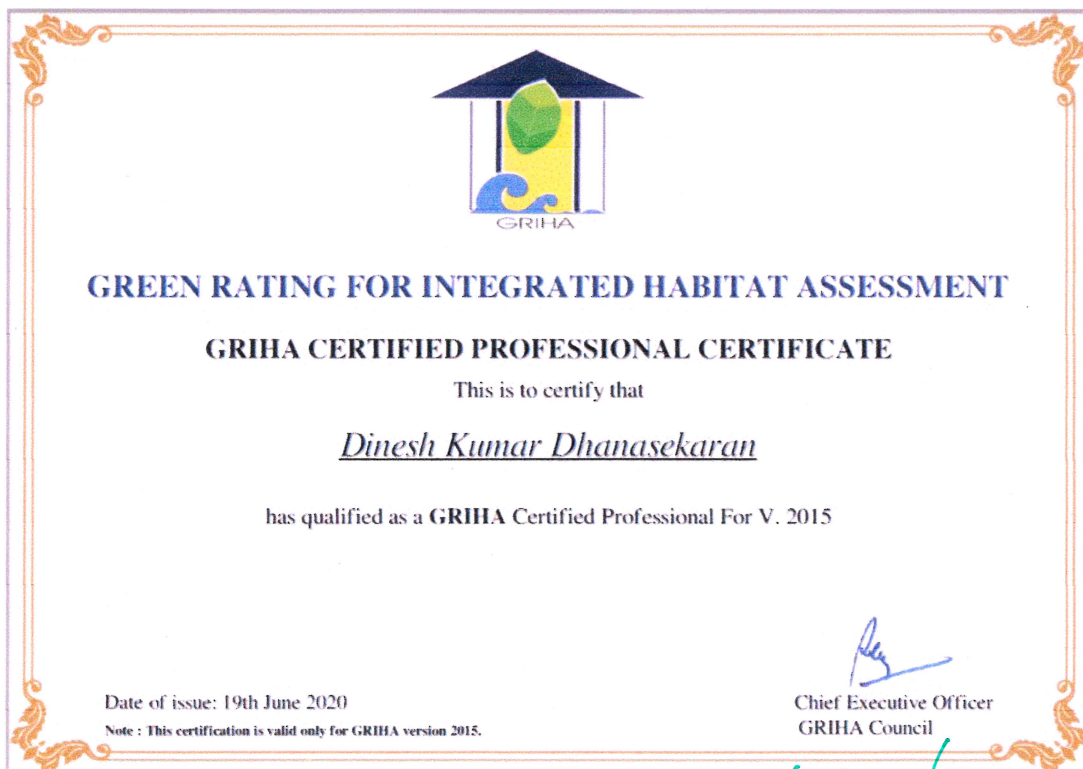 GRIHA
GREEN RATING FOR INTEGRATED HABITAT ASSESSMENT
GRIHA CERTIFIED PROFESSIONAL CERTIFICATE
This is to certify that
Dinesh Kumar Dhanasekaran
has qualified as a GRIHA Certified Professional For V. 2015
Date of issue: 19th June 2020
Note : This certification is valid only for GRIHA version 2015.
Chief Executive Officer
GRIHA Council